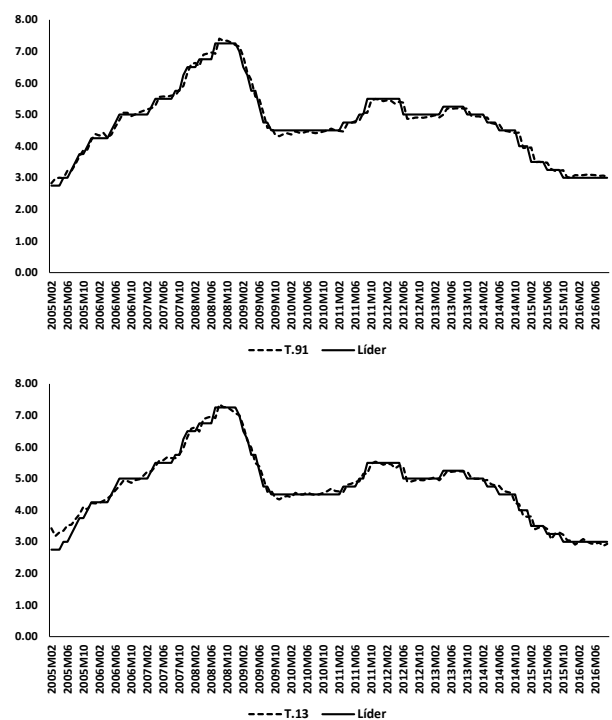 8.00
7.00
6.00
5.00
4.00
3.00
2.00
1.00
0.00
2005M02
2005M06
2005M10
2006M02
2006M06
2006M10
2007M02
2007M06
2007M10
2008M02
2008M06
2008M10
2009M02
2009M06
2009M10
2010M02
2010M06
2010M10
2011M02
2011M06
2011M10
2012M02
2012M06
2012M10
2013M02
2013M06
2013M10
2014M02
2014M06
2014M10
2015M02
2015M06
2015M10
2016M02
2016M06
T.91
Líder
8.00
7.00
6.00
5.00
4.00
3.00
2.00
1.00
0.00
2005M02
2005M06
2005M10
2006M02
2006M06
2006M10
2007M02
2007M06
2007M10
2008M02
2008M06
2008M10
2009M02
2009M06
2009M10
2010M02
2010M06
2010M10
2011M02
2011M06
2011M10
2012M02
2012M06
2012M10
2013M02
2013M06
2013M10
2014M02
2014M06
2014M10
2015M02
2015M06
2015M10
2016M02
2016M06
T.13
Líder